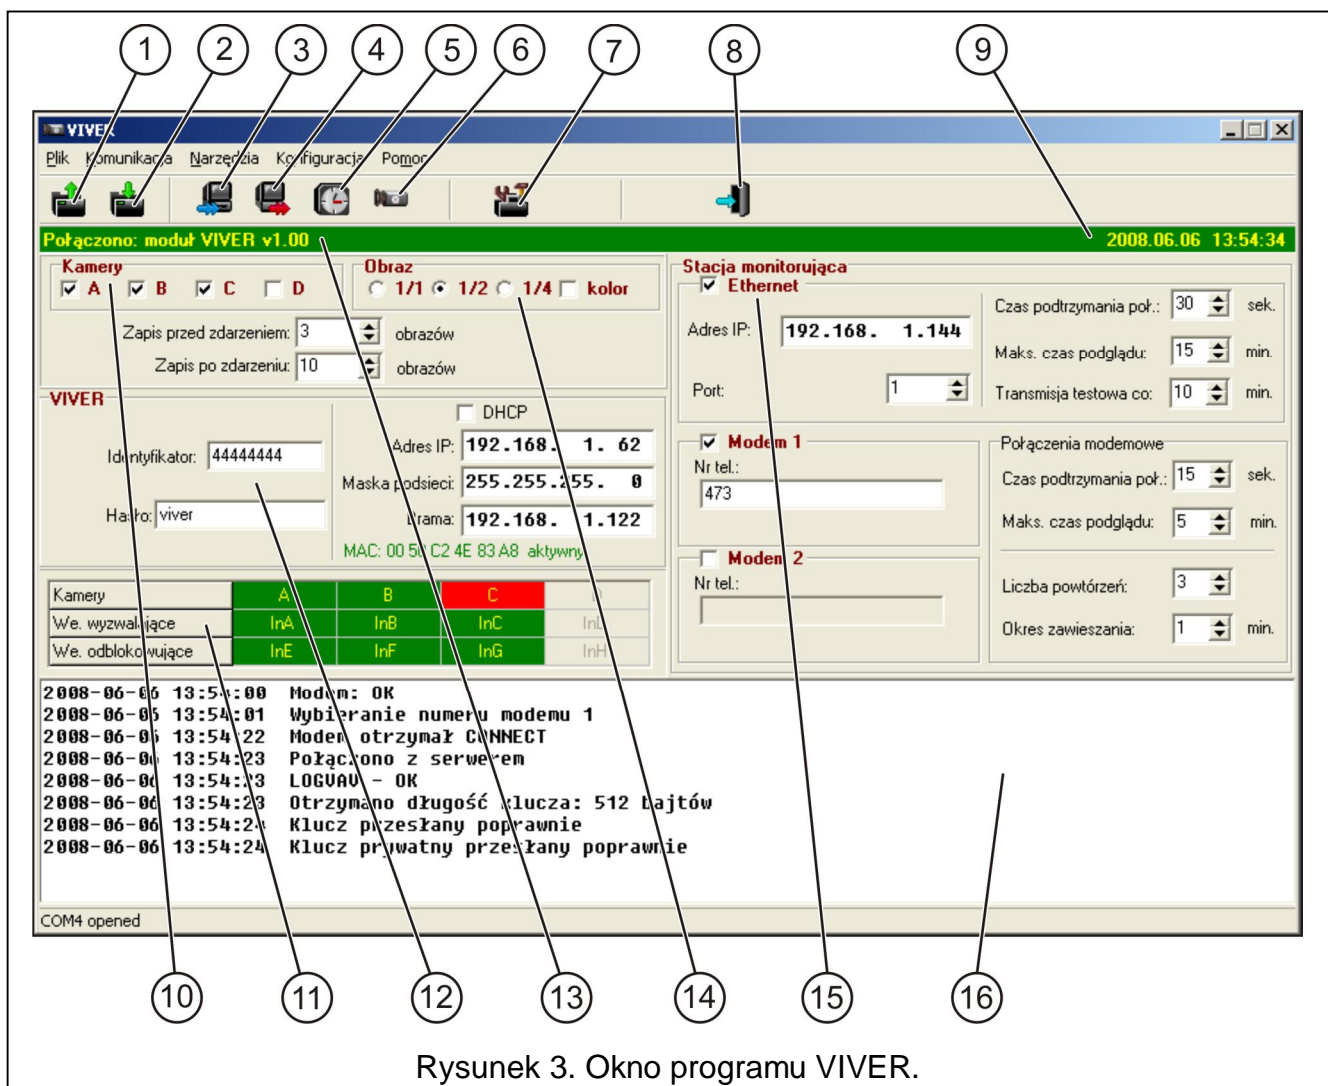 1 2 3 4 5 6 7 8 9
VIVER
Plik Komunikacja Narzędzia Konfiguracja Pomoc
Połączono: moduł VIVER v1.00 2008.06.06 13:54:34
Kamery
A B C D
Obraz
1/1 1/2 1/4 kolor
Zapis przed zdarzeniem: 3 obrazów
Zapis po zdarzeniu: 10 obrazów
Stacja monitorująca
Ethernet
Adres IP: 192.168. 1.144
Port: 1
Czas podtrzymania poł.: 30 sek.
Maks. czas podglądu: 15 min.
Transmisja testowa co: 10 min.
VIVER
Identyfikator: 44444444
Hasło: viver
DHCP
Adres IP: 192.168. 1. 62
Maska podsieci: 255.255.255. 0
Brama: 192.168. 1.122
MAC: 00 50 C2 4E 83 A8 aktywny
Modem 1
Nr tel.:
473
Modem 2
Nr tel.:
Połączenia modemowe
Czas podtrzymania poł.: 15 sek.
Maks. czas podglądu: 5 min.
Liczba powtórzeń: 3
Okres zawieszania: 1 min.
Kamery A B C D
We. wyzwalające InA InB InC InD
We. odblokowujące InE InF InG InH
2008-06-06 13:54:00 Modem: OK
2008-06-06 13:54:01 Wybieranie numeru modemu 1
2008-06-06 13:54:22 Modem otrzymał CONNECT
2008-06-06 13:54:23 Połączono z serwerem
2008-06-06 13:54:23 LOGVAV - OK
2008-06-06 13:54:23 Otrzymano długość klucza: 512 bajtów
2008-06-06 13:54:24 Klucz przesłany poprawnie
2008-06-06 13:54:24 Klucz prywatny przesłany poprawnie
COM4 opened
10 11 12 13 14 15 16
Rysunek 3. Okno programu VIVER.